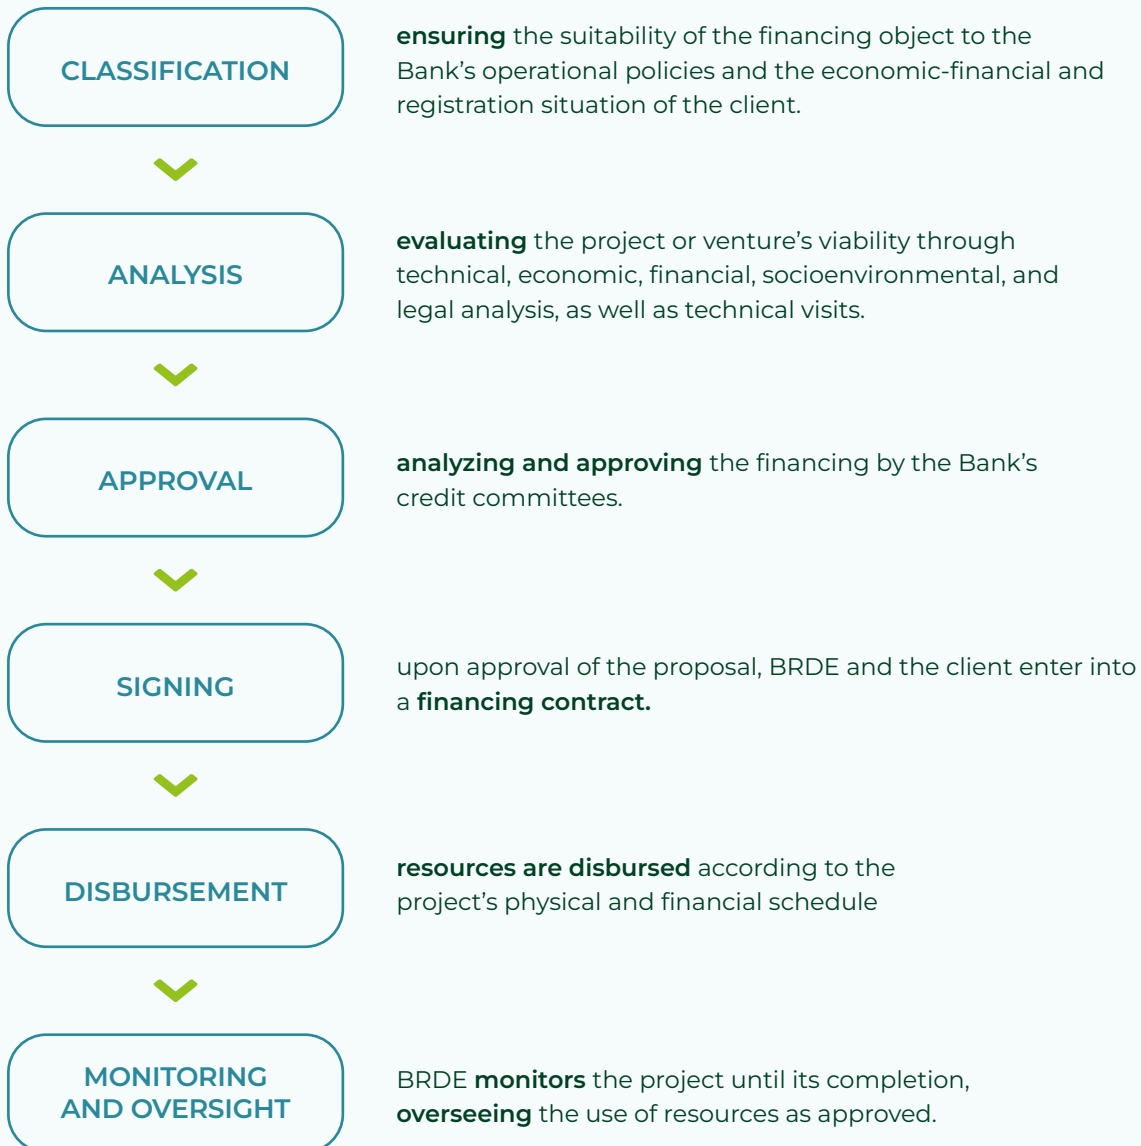 CLASSIFICATION
ensuring the suitability of the financing object to the
Bank’s operational policies and the economic-financial and
registration situation of the client.
ANALYSIS
evaluating the project or venture’s viability through
technical, economic, financial, socioenvironmental, and
legal analysis, as well as technical visits.
APPROVAL
analyzing and approving the financing by the Bank’s
credit committees.
SIGNING
upon approval of the proposal, BRDE and the client enter into
a financing contract.
DISBURSEMENT
resources are disbursed according to the
project’s physical and financial schedule
MONITORING
AND OVERSIGHT
BRDE monitors the project until its completion,
overseeing the use of resources as approved.